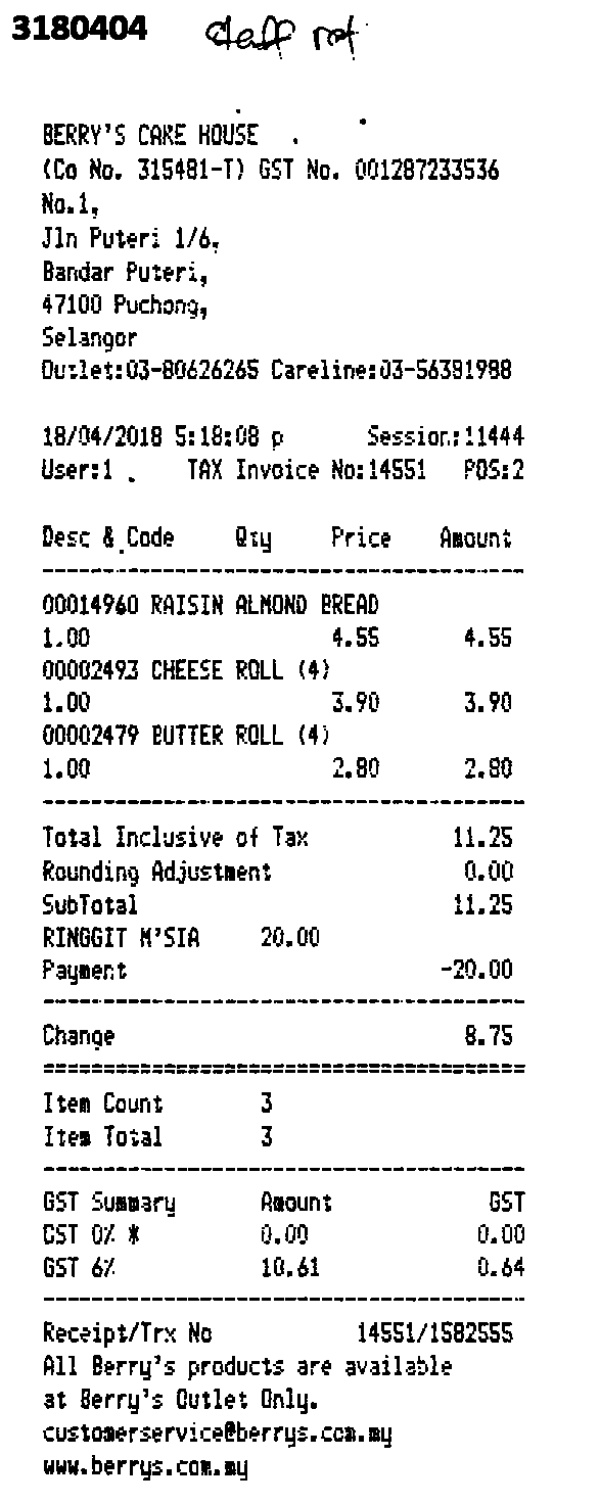 3180404 staff ref
BERRY'S CAKE HOUSE
(Co No. 315481-T) GST No. 001287233536
No.1,
Jln Puteri 1/6,
Bandar Puteri,
47100 Puchong,
Selangor
Outlet:03-80626265 Careline:03-56381988
18/04/2018 5:18:08 p Session:11444
User:1 TAX Invoice No:14551 POS:2
Desc & Code Qty Price Amount
00014960 RAISIN ALMOND BREAD
1.00 4.55 4.55
00002493 CHEESE ROLL (4)
1.00 3.90 3.90
00002479 BUTTER ROLL (4)
1.00 2.80 2.80
Total Inclusive of Tax 11.25
Rounding Adjustment 0.00
SubTotal 11.25
RINGGIT M'SIA 20.00
Payment -20.00
Change 8.75
Item Count 3
Item Total 3
GST Summary Amount GST
GST 0% * 0.00 0.00
GST 6% 10.61 0.64
Receipt/Trx No 14551/1582555
All Berry's products are available
at Berry's Outlet Only.
customerservice@berrys.com.my
www.berrys.com.my